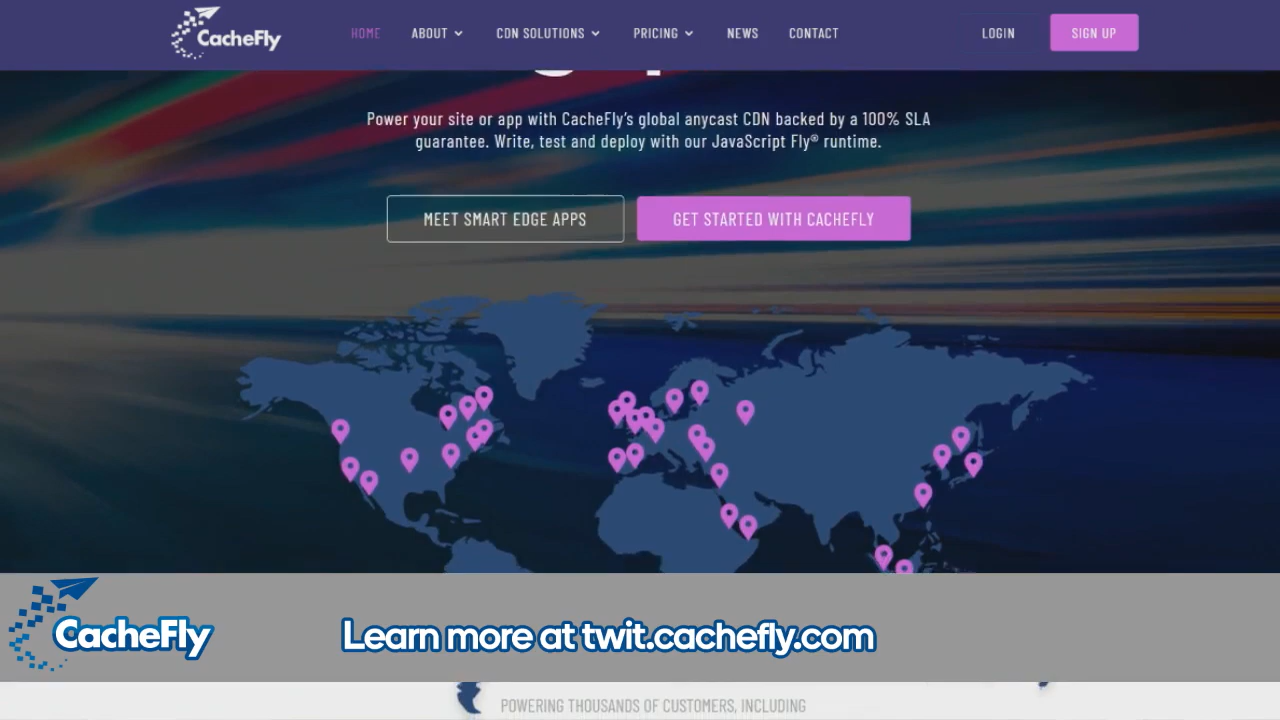 CacheFly
HOME ABOUT CDN SOLUTIONS PRICING NEWS CONTACT LOGIN SIGN UP
Power your site or app with CacheFly's global anycast CDN backed by a 100% SLA
guarantee. Write, test and deploy with our JavaScript Fly® runtime.
MEET SMART EDGE APPS GET STARTED WITH CACHEFLY
CacheFly
Learn more at twit.cachefly.com
POWERING THOUSANDS OF CUSTOMERS, INCLUDING